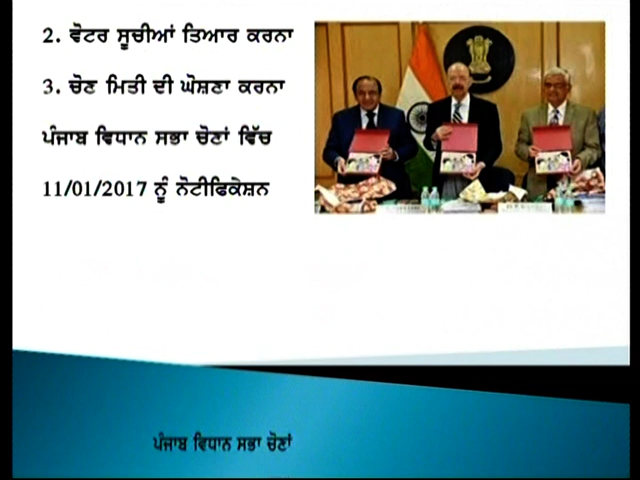 2. ਵੋਟਰ ਸੂਚੀਆਂ ਤਿਆਰ ਕਰਨਾ
3. ਚੋਣ ਮਿਤੀ ਦੀ ਘੋਸ਼ਣਾ ਕਰਨਾ
ਪੰਜਾਬ ਵਿਧਾਨ ਸਭਾ ਚੋਣਾਂ ਵਿੱਚ
11/01/2017 ਨੂੰ ਨੋਟੀਫਿਕੇਸ਼ਨ
ਪੰਜਾਬ ਵਿਧਾਨ ਸਭਾ ਚੋਣਾਂ